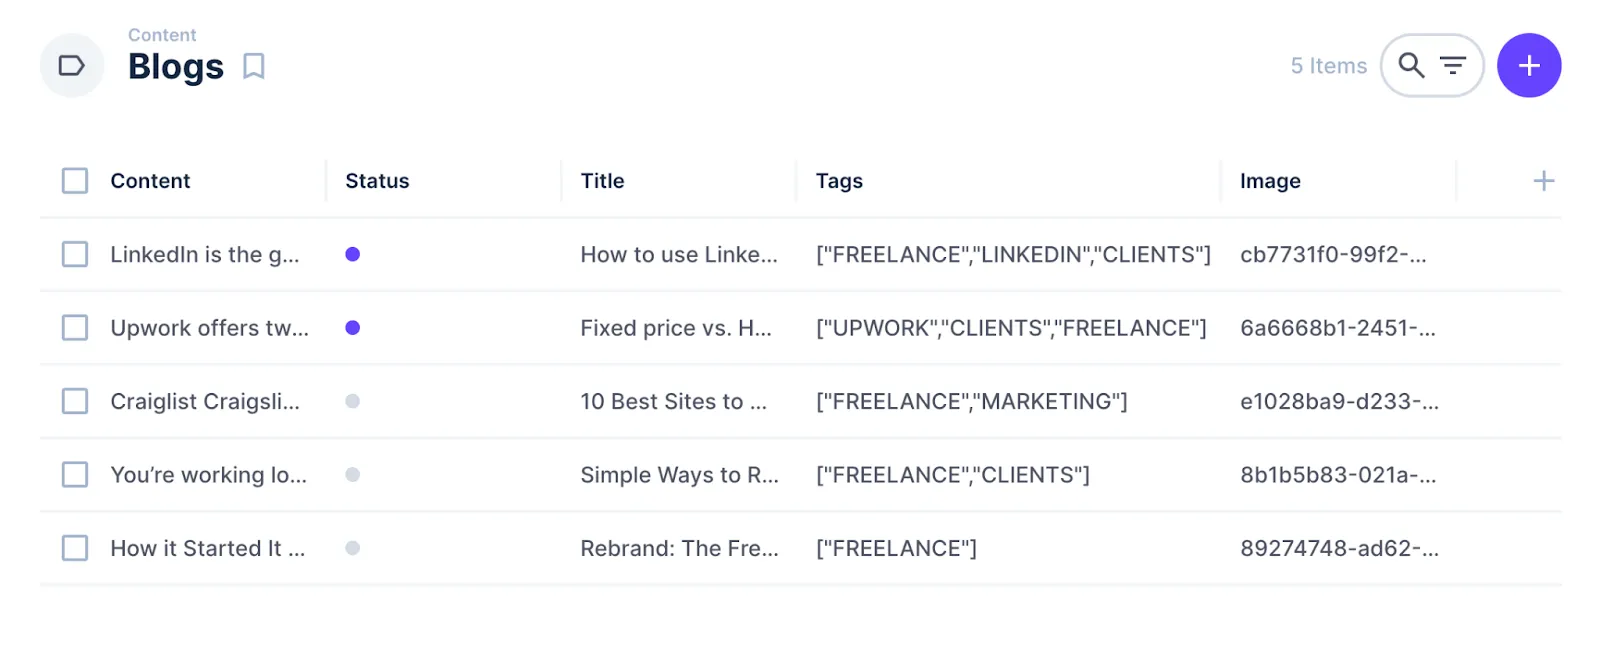 Content
Blogs
5 Items
Content Status Title Tags Image
LinkedIn is the g... How to use Linke... ["FREELANCE","LINKEDIN","CLIENTS"] cb7731f0-99f2-...
Upwork offers tw... Fixed price vs. H... ["UPWORK","CLIENTS","FREELANCE"] 6a6668b1-2451-...
Craiglist Craigsli... 10 Best Sites to ... ["FREELANCE","MARKETING"] e1028ba9-d233-...
You’re working lo... Simple Ways to R... ["FREELANCE","CLIENTS"] 8b1b5b83-021a-...
How it Started It ... Rebrand: The Fre... ["FREELANCE"] 89274748-ad62-...